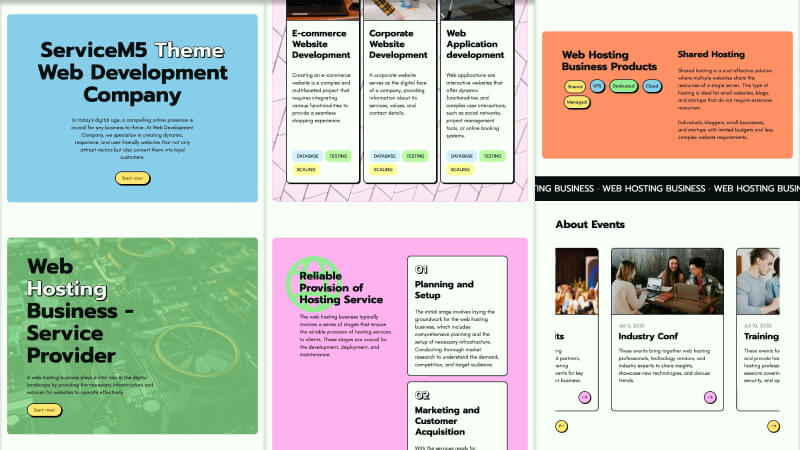 ServiceM5 Theme
Web Development
Company
In today's digital age, a compelling online presence is
crucial for any business to thrive. At Web Development
Company, we specialize in creating dynamic,
responsive, and user-friendly websites that not only
attract visitors but also convert them into loyal
customers.
Start now!
Web
Hosting
Business -
Service
Provider
A web hosting business plays a vital role in the digital
landscape by providing the necessary infrastructure and
services for websites to operate effectively.
Start now!
E-commerce
Website
Development
Creating an e-commerce
website is a complex and
multifaceted project that
requires integrating
various functionalities to
provide a seamless
shopping experience.
DATABASE
TESTING
SCALING
Corporate
Website
Development
A corporate website
serves as the digital face
of a company, providing
information about its
services, values, and
contact details.
DATABASE
TESTING
SCALING
Web
Application
development
Web applications are
interactive websites that
offer dynamic
functionalities and
complex user interactions,
such as social networks,
project management
tools, or online booking
systems.
DATABASE
TESTING
SCALING
Reliable
Provision of
Hosting Service
The web hosting business typically
involves a series of stages that ensure
the reliable provision of hosting services
to clients. These stages are crucial for
the development, deployment, and
maintenance.
01
Planning and
Setup
The initial stage involves laying the
groundwork for the web hosting
business, which includes
comprehensive planning and the
setup of necessary infrastructure.
Conducting thorough market
research to understand the demand,
competition, and target audience.
02
Marketing and
Customer
Acquisition
With the services ready for
Web Hosting
Business Products
Shared
VPS
Dedicated
Cloud
Managed
Shared Hosting
Shared hosting is a cost-effective solution
where multiple websites share the
resources of a single server. This type of
hosting is ideal for small websites, blogs,
and startups that do not require extensive
resources.
Individuals, bloggers, small businesses,
and startups with limited budgets and less
complex website requirements.
TING BUSINESS · WEB HOSTING BUSINESS · WEB HOSTING BUSIN
About Events
ts
d partners,
ering
vents for key
r business.
Jul 5, 2030
Industry Conf
These events bring together web hosting
professionals, technology vendors, and
industry experts to share insights,
showcase new technologies, and discuss
trends.
Jul 10, 2030
Training
These events fo
and provide ha
hosting profess
sessions coverin
security, and op